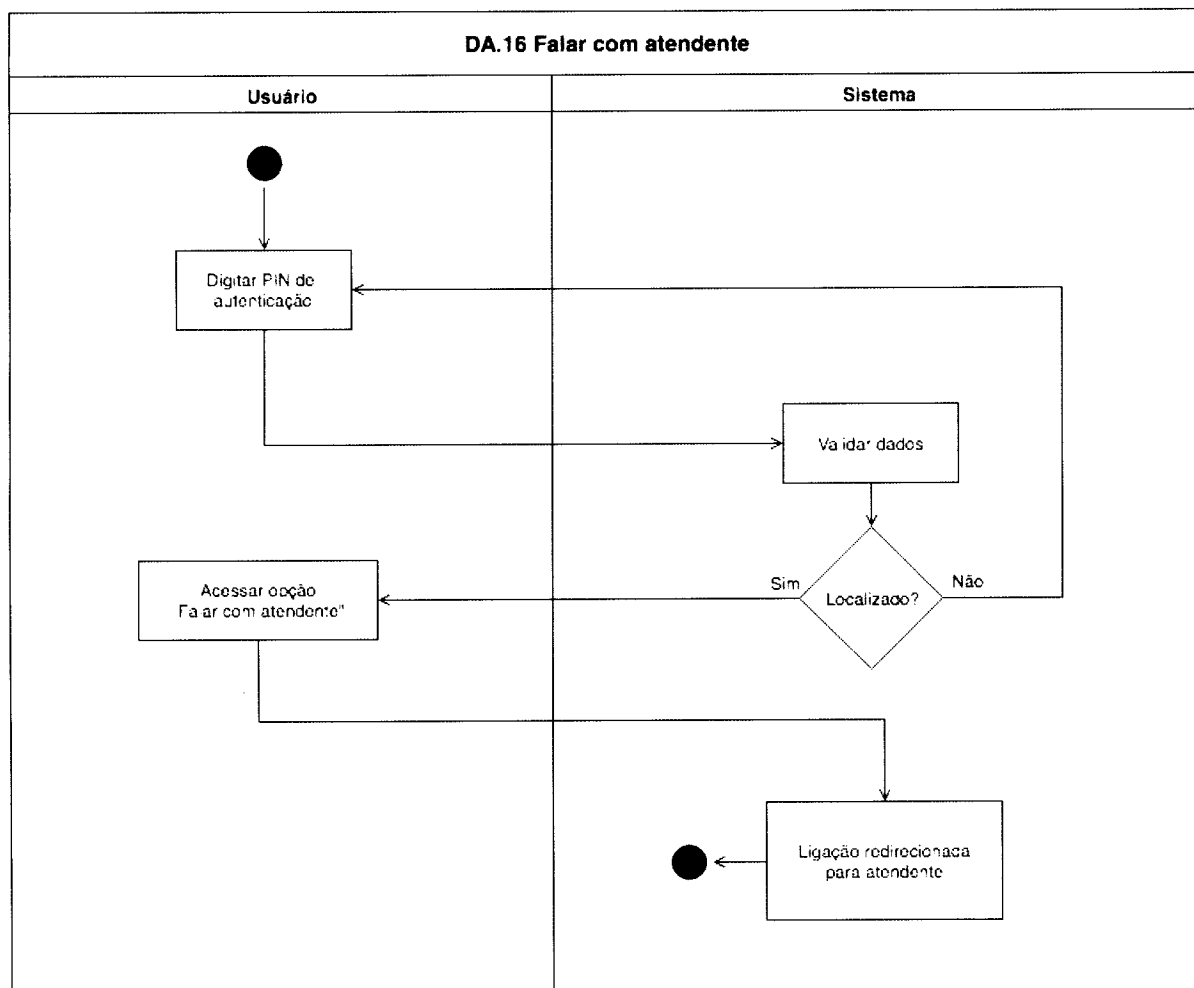 DA.16 Falar com atendente
Usuário
Sistema
Digitar PIN de
autenticação
Validar dados
Sim
Localizado?
Não
Acessar opção
Falar com atendente"
Ligação redirecionada
para atendente